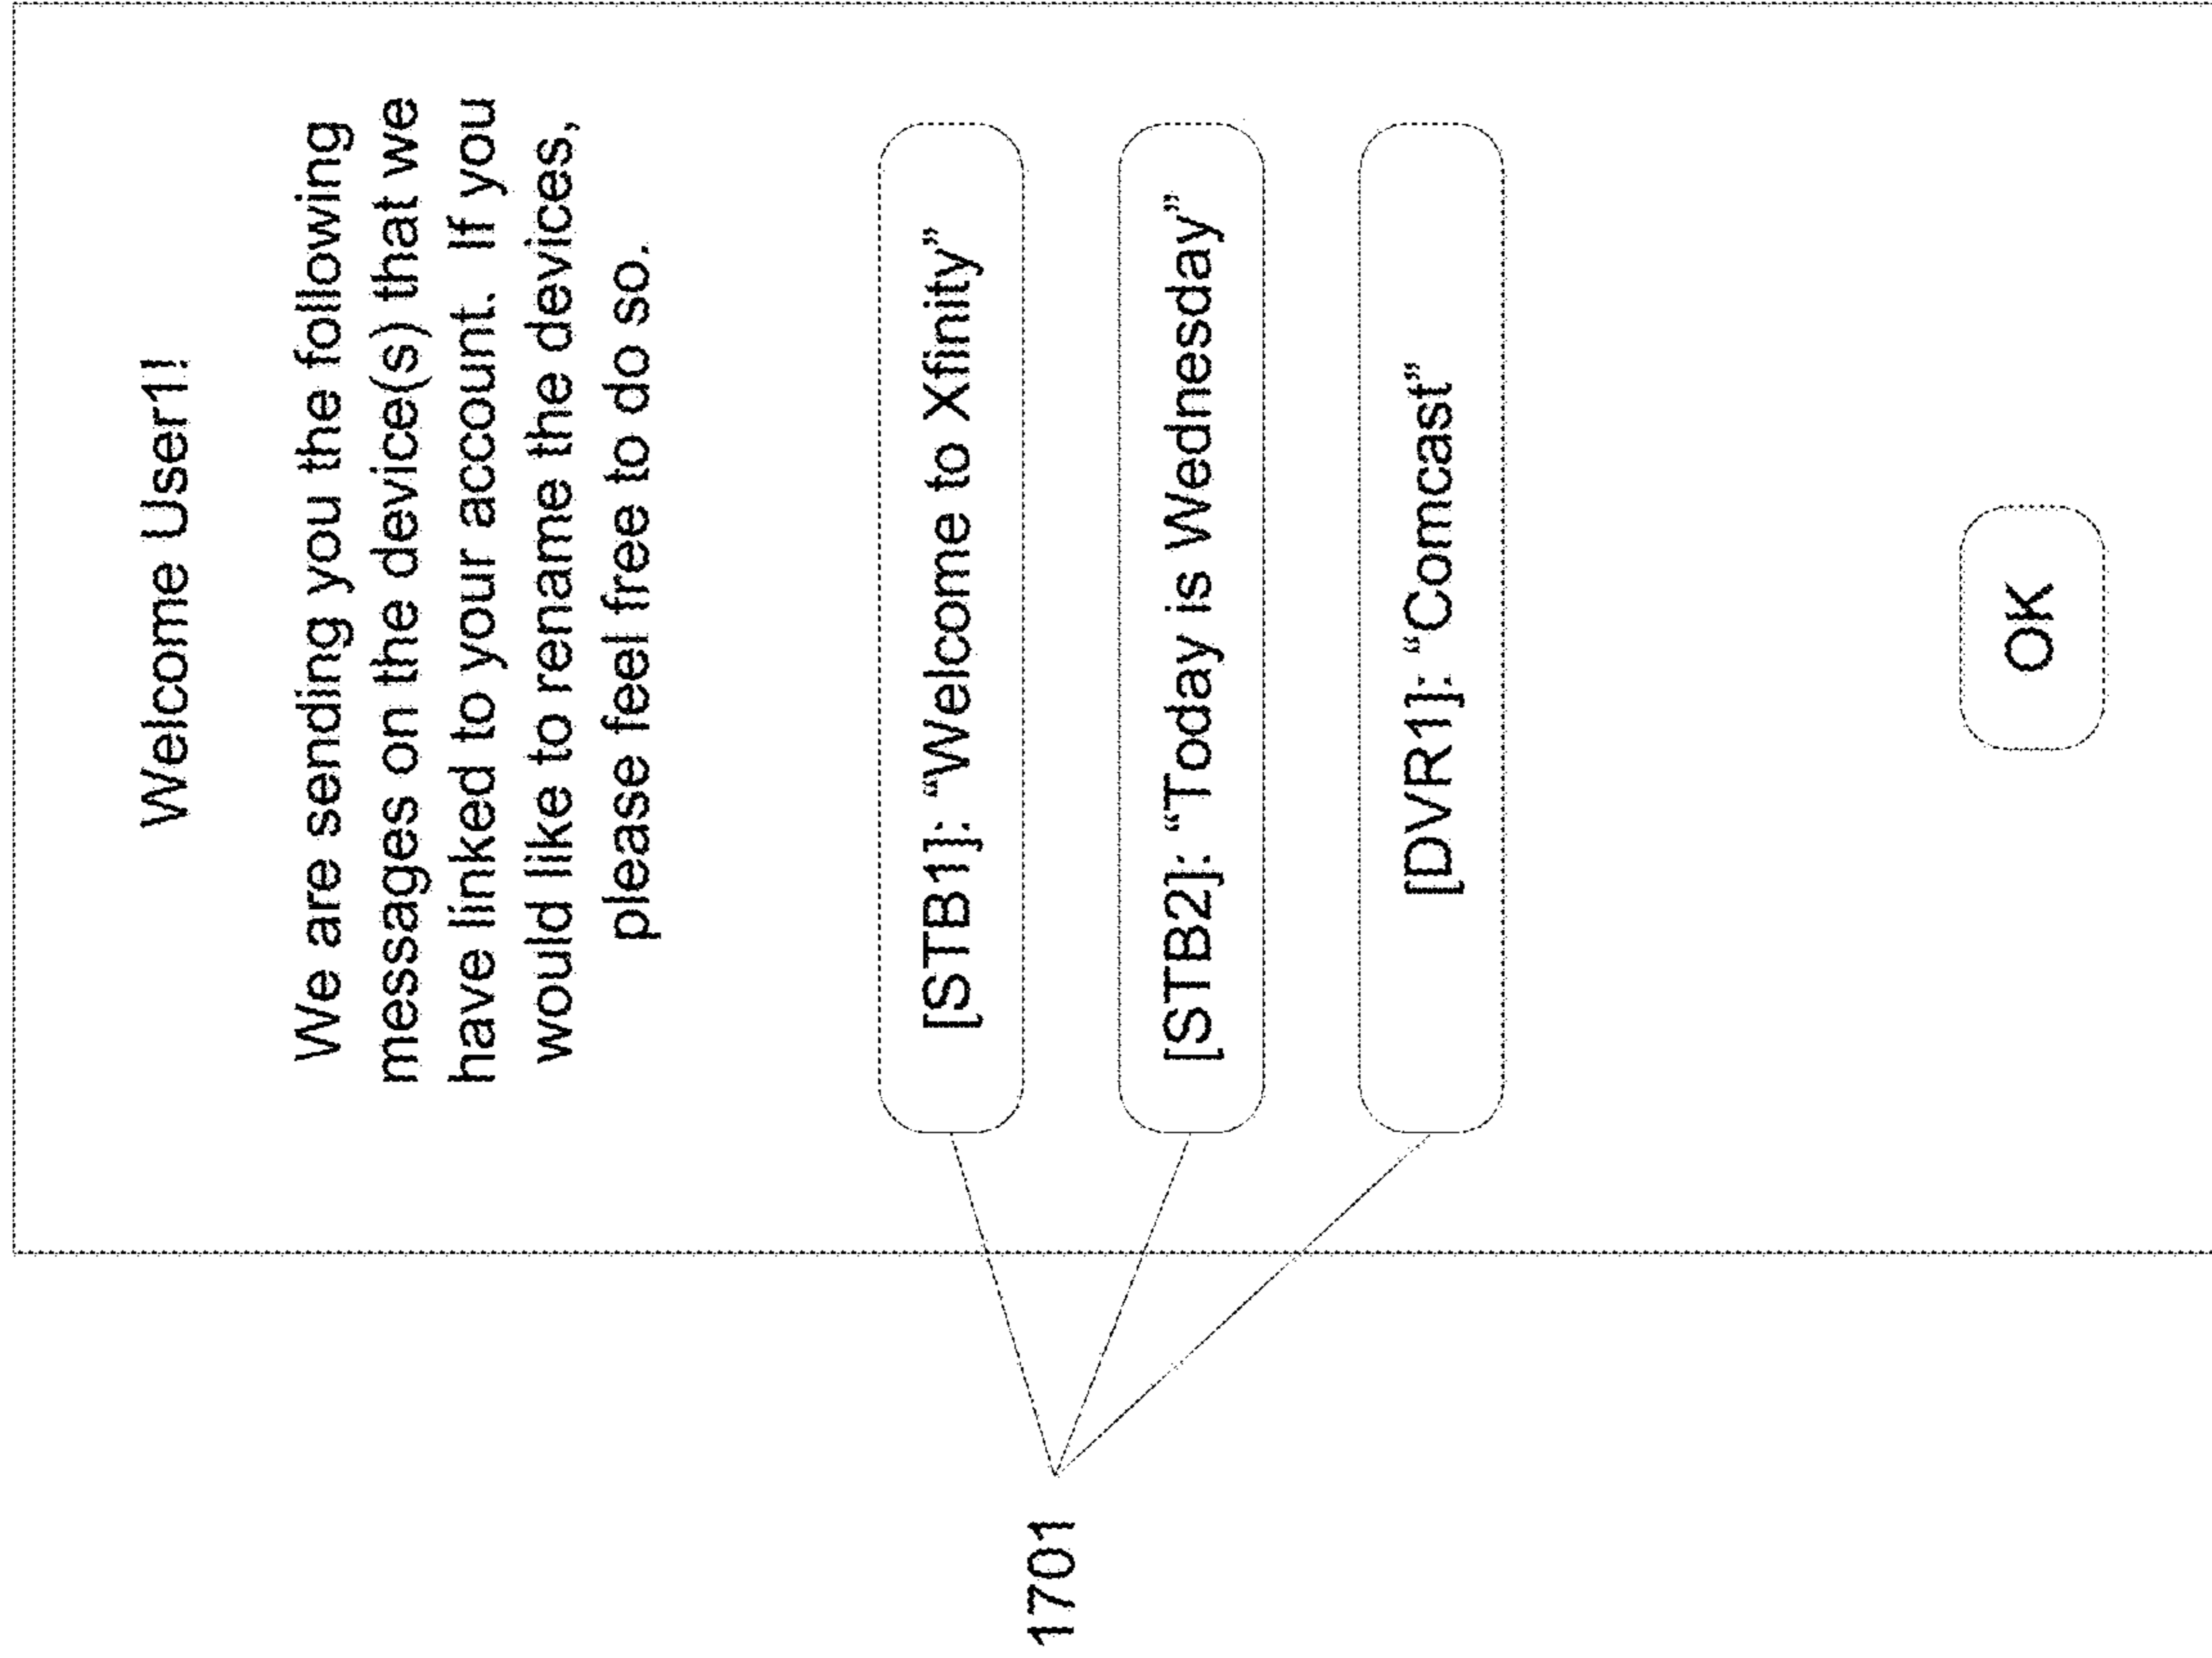 Welcome User1!
We are sending you the following
messages on the device(s) that we
have linked to your account.  If you
would like to rename the devices,
please feel free to do so.
[STB1]: “Welcome to Xfinity”
[STB2]: “Today is Wednesday”
[DVR1]: “Comcast”
1701
OK